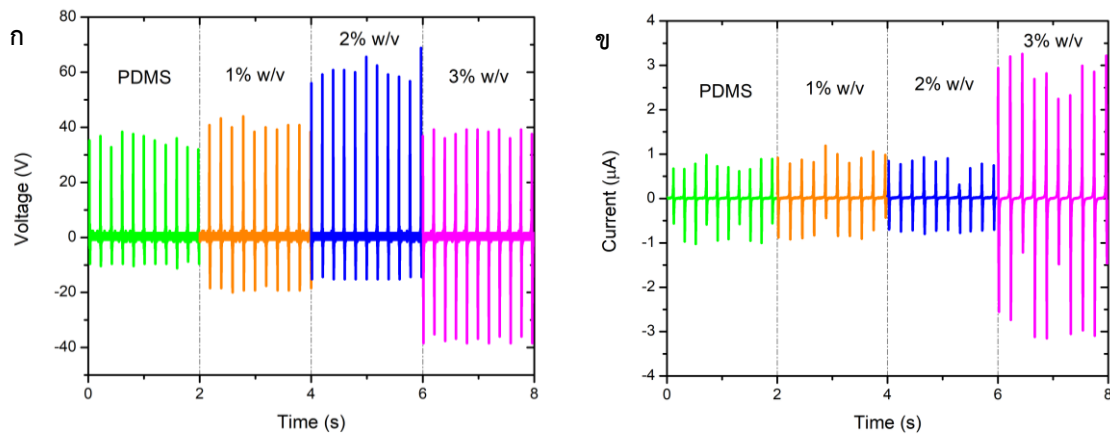 ก
80
60
40
20
0
-20
-40
Voltage (V)
PDMS
1% w/v
2% w/v
3% w/v
0
2
4
6
8
Time (s)
ข
4
3
2
1
0
-1
-2
-3
-4
Current (μA)
PDMS
1% w/v
2% w/v
3% w/v
0
2
4
6
8
Time (s)